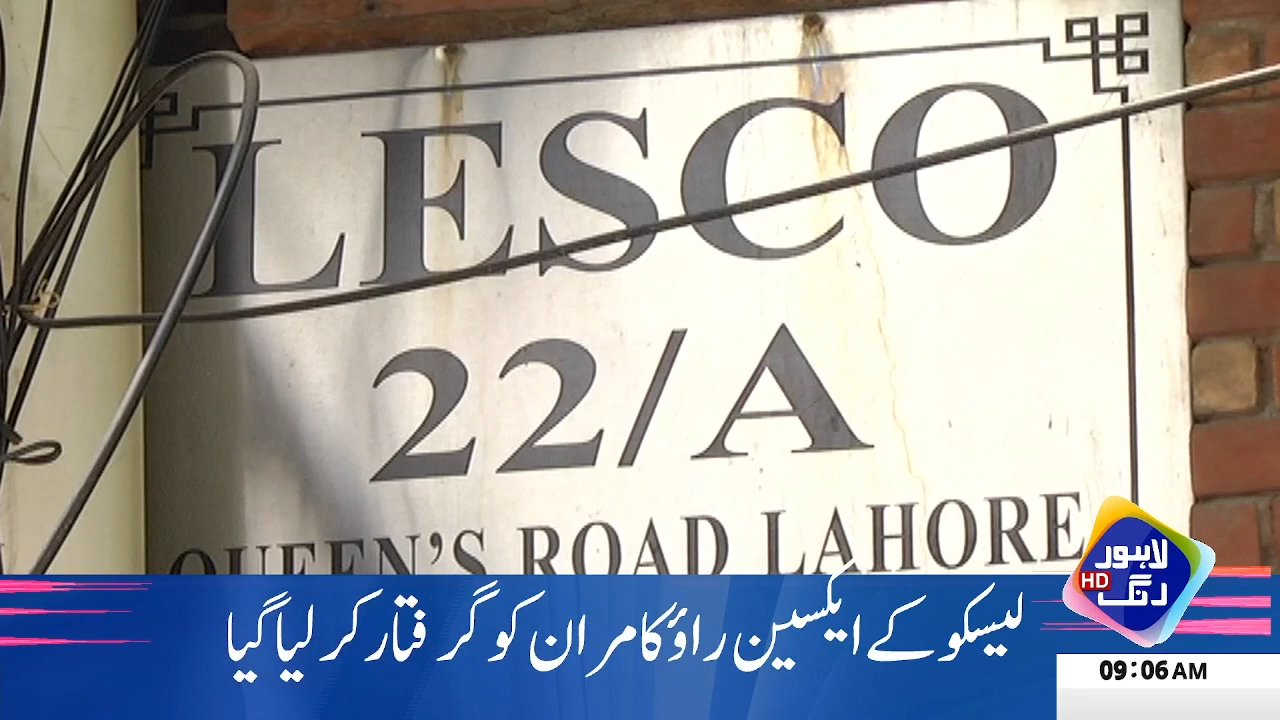 LESCO
22/A
QUEEN'S ROAD LAHORE
لاہور
HD
رنگ
لیسکو کے ایکسین راؤ کامران کو گرفتار کر لیا گیا
09:06 AM